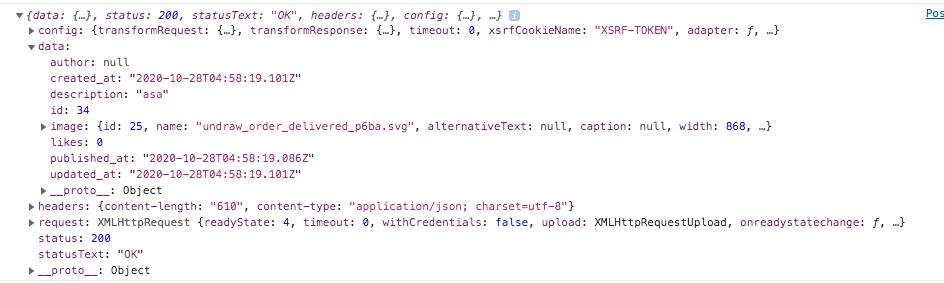 ▼{data: {…}, status: 200, statusText: "OK", headers: {…}, config: {…}, …} i
Pos
▶config: {transformRequest: {…}, transformResponse: {…}, timeout: 0, xsrfCookieName: "XSRF-TOKEN", adapter: ƒ, …}
▼data:
author: null
created_at: "2020-10-28T04:58:19.101Z"
description: "asa"
id: 34
▶image: {id: 25, name: "undraw_order_delivered_p6ba.svg", alternativeText: null, caption: null, width: 868, …}
likes: 0
published_at: "2020-10-28T04:58:19.086Z"
updated_at: "2020-10-28T04:58:19.101Z"
▶__proto__: Object
▶headers: {content-length: "610", content-type: "application/json; charset=utf-8"}
▶request: XMLHttpRequest {readyState: 4, timeout: 0, withCredentials: false, upload: XMLHttpRequestUpload, onreadystatechange: ƒ, …}
status: 200
statusText: "OK"
▶__proto__: Object